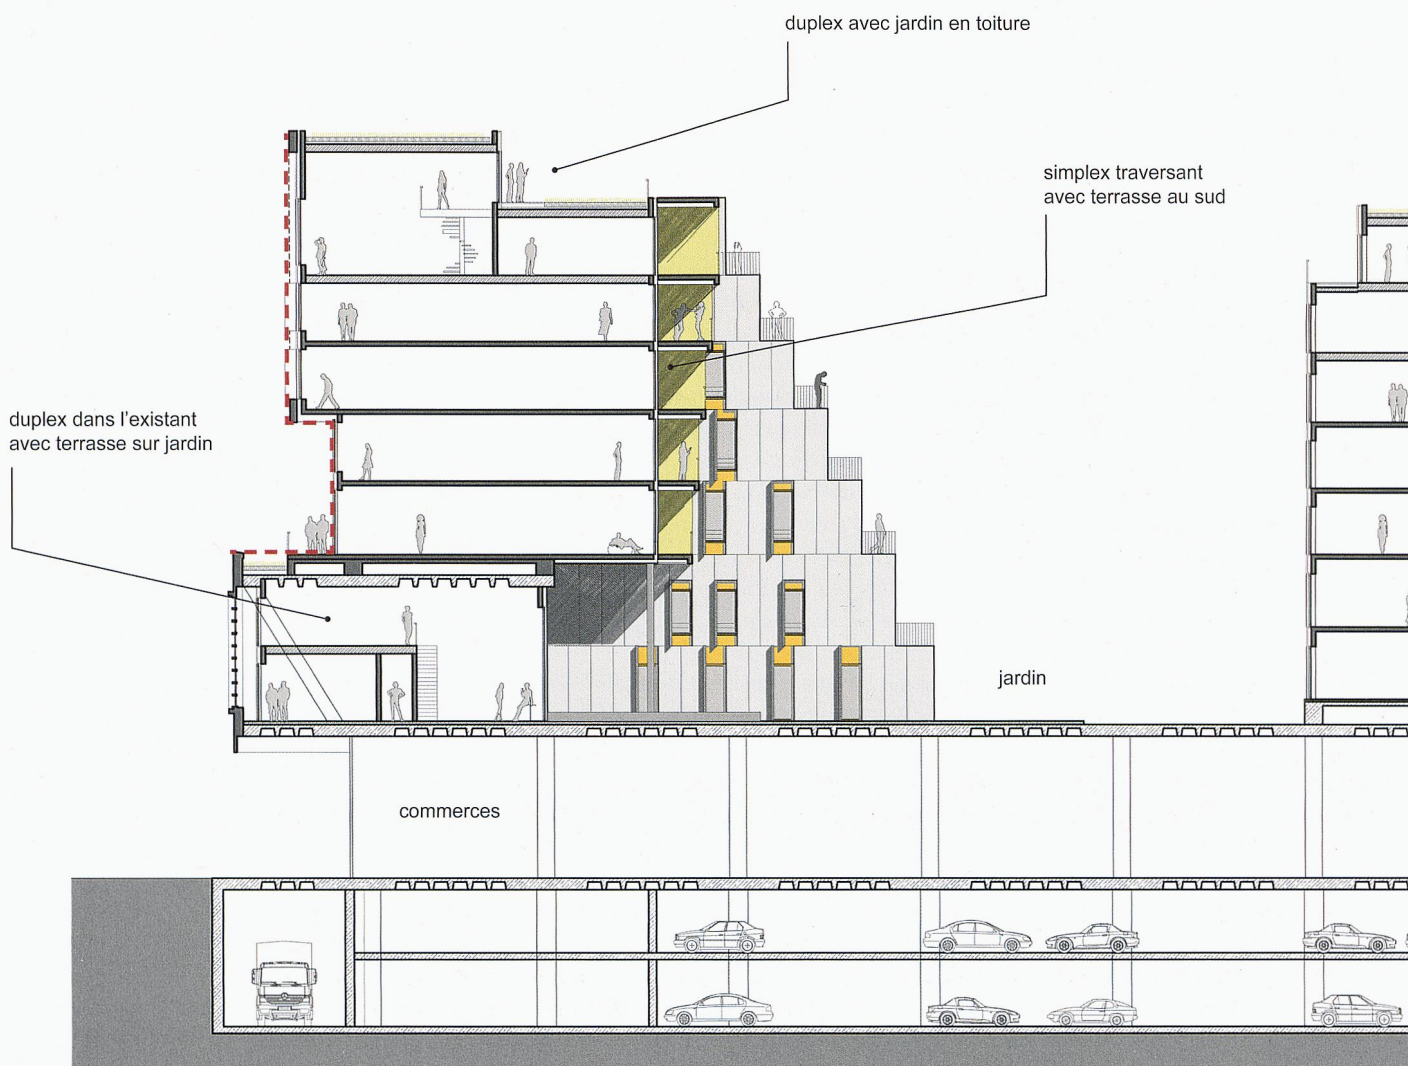 duplex avec jardin en toiture
simplex traversant
avec terrasse au sud
duplex dans l'existant
avec terrasse sur jardin
jardin
commerces